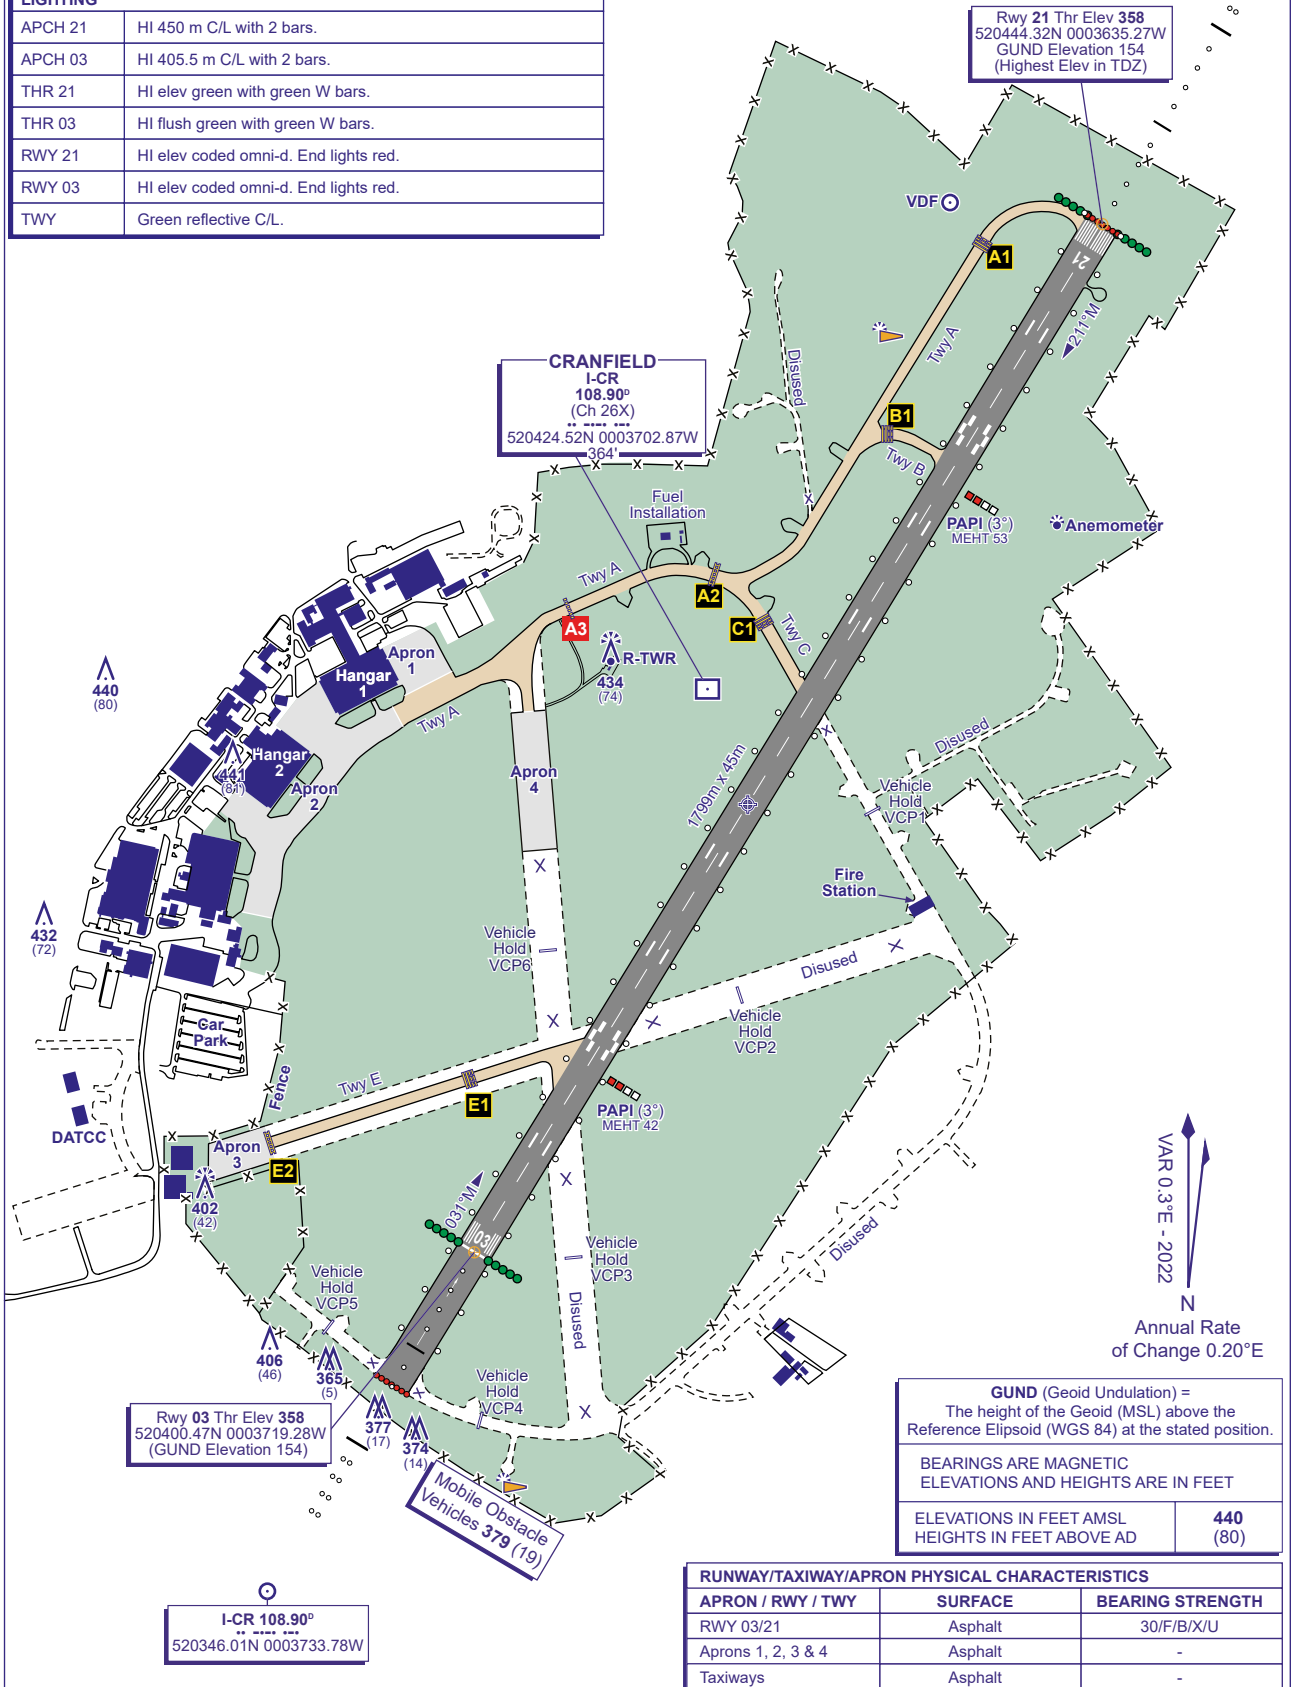 LIGHTING
APCH 21 HI 450 m C/L with 2 bars.
APCH 03 HI 405.5 m C/L with 2 bars.
THR 21 HI elev green with green W bars.
THR 03 HI flush green with green W bars.
RWY 21 HI elev coded omni-d. End lights red.
RWY 03 HI elev coded omni-d. End lights red.
TWY Green reflective C/L.
Rwy 21 Thr Elev 358
520444.32N 0003635.27W
GUND Elevation 154
(Highest Elev in TDZ)
VDF
A1
21
211°M
Twy A
Disused
CRANFIELD
I-CR
108.90ᴰ
(Ch 26X)
520424.52N 0003702.87W
364'
B1
Twy B
Fuel
Installation
PAPI (3°)
MEHT 53
Anemometer
Twy A
A2
A3
C1
Twy C
R-TWR
434
(74)
Apron
1
Hangar
1
Twy A
440
(80)
Hangar
2
441
(81)
Apron
2
Apron
4
1799m x 45m
Disused
Vehicle
Hold
VCP1
Fire
Station
432
(72)
Vehicle
Hold
VCP6
Disused
Vehicle
Hold
VCP2
Car
Park
Fence
Twy E
E1
PAPI (3°)
MEHT 42
DATCC
Apron
3
E2
402
(42)
031°M
03
Vehicle
Hold
VCP3
Disused
Disused
VAR 0.3°E - 2022
N
Annual Rate
of Change 0.20°E
Vehicle
Hold
VCP5
406
(46)
365
(5)
Vehicle
Hold
VCP4
377
(17)
374
(14)
Rwy 03 Thr Elev 358
520400.47N 0003719.28W
(GUND Elevation 154)
Mobile Obstacle
Vehicles 379 (19)
GUND (Geoid Undulation) =
The height of the Geoid (MSL) above the
Reference Elipsoid (WGS 84) at the stated position.
BEARINGS ARE MAGNETIC
ELEVATIONS AND HEIGHTS ARE IN FEET
ELEVATIONS IN FEET AMSL 440
HEIGHTS IN FEET ABOVE AD (80)
I-CR 108.90ᴰ
520346.01N 0003733.78W
RUNWAY/TAXIWAY/APRON PHYSICAL CHARACTERISTICS
APRON / RWY / TWY SURFACE BEARING STRENGTH
RWY 03/21 Asphalt 30/F/B/X/U
Aprons 1, 2, 3 & 4 Asphalt -
Taxiways Asphalt -